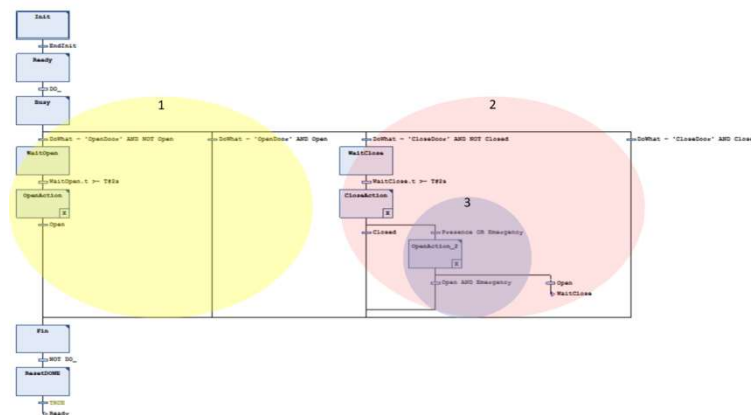 Init
EndInit
Ready
DO_
Busy
1
2
DoWhat = 'OpenDoor' AND NOT Open
DoWhat = 'OpenDoor' AND Open
DoWhat = 'CloseDoor' AND NOT Closed
DoWhat = 'CloseDoor' AND Close
WaitOpen
WaitClose
WaitOpen.t >= T#2s
WaitClose.t >= T#2s
OpenAction
X
CloseAction
X
3
Open
Closed
Presence OR Emergency
OpenAction_2
X
Open AND Emergency
Open
WaitClose
Fin
NOT DO_
ResetDONE
TRUE
Ready